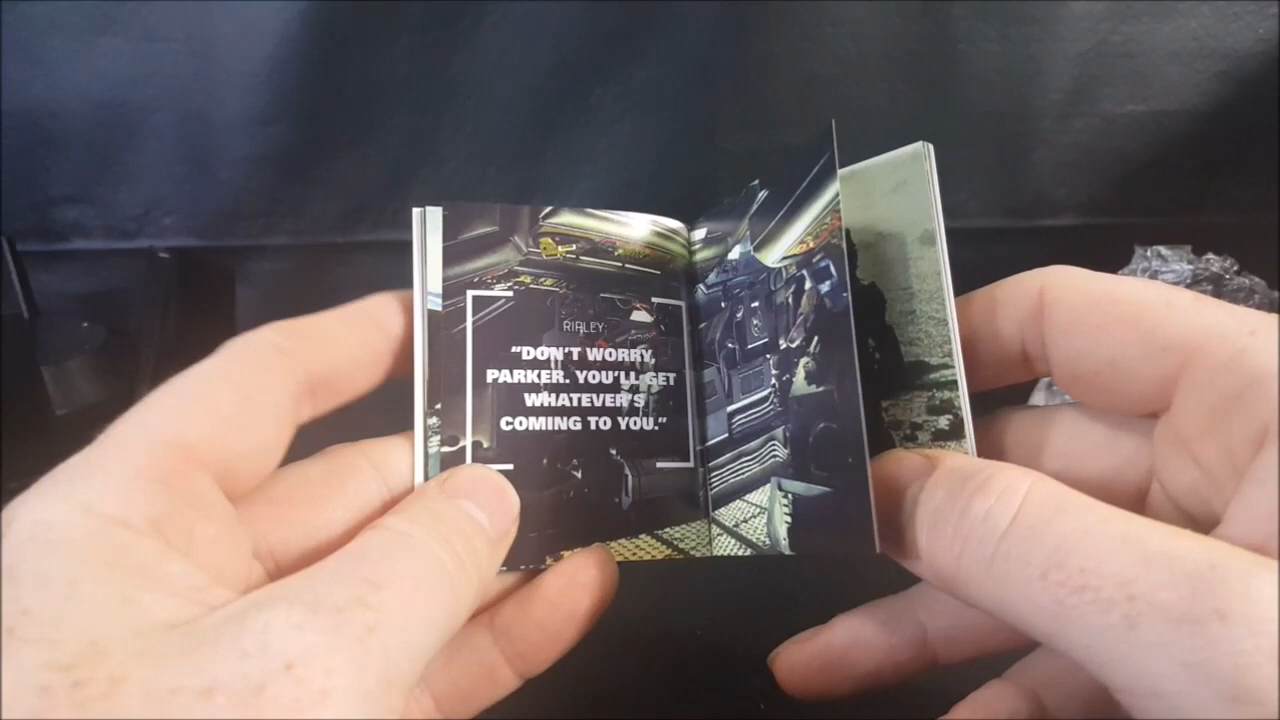 RIPLEY:
“DON’T WORRY,
PARKER. YOU’LL GET
WHATEVER’S
COMING TO YOU.”